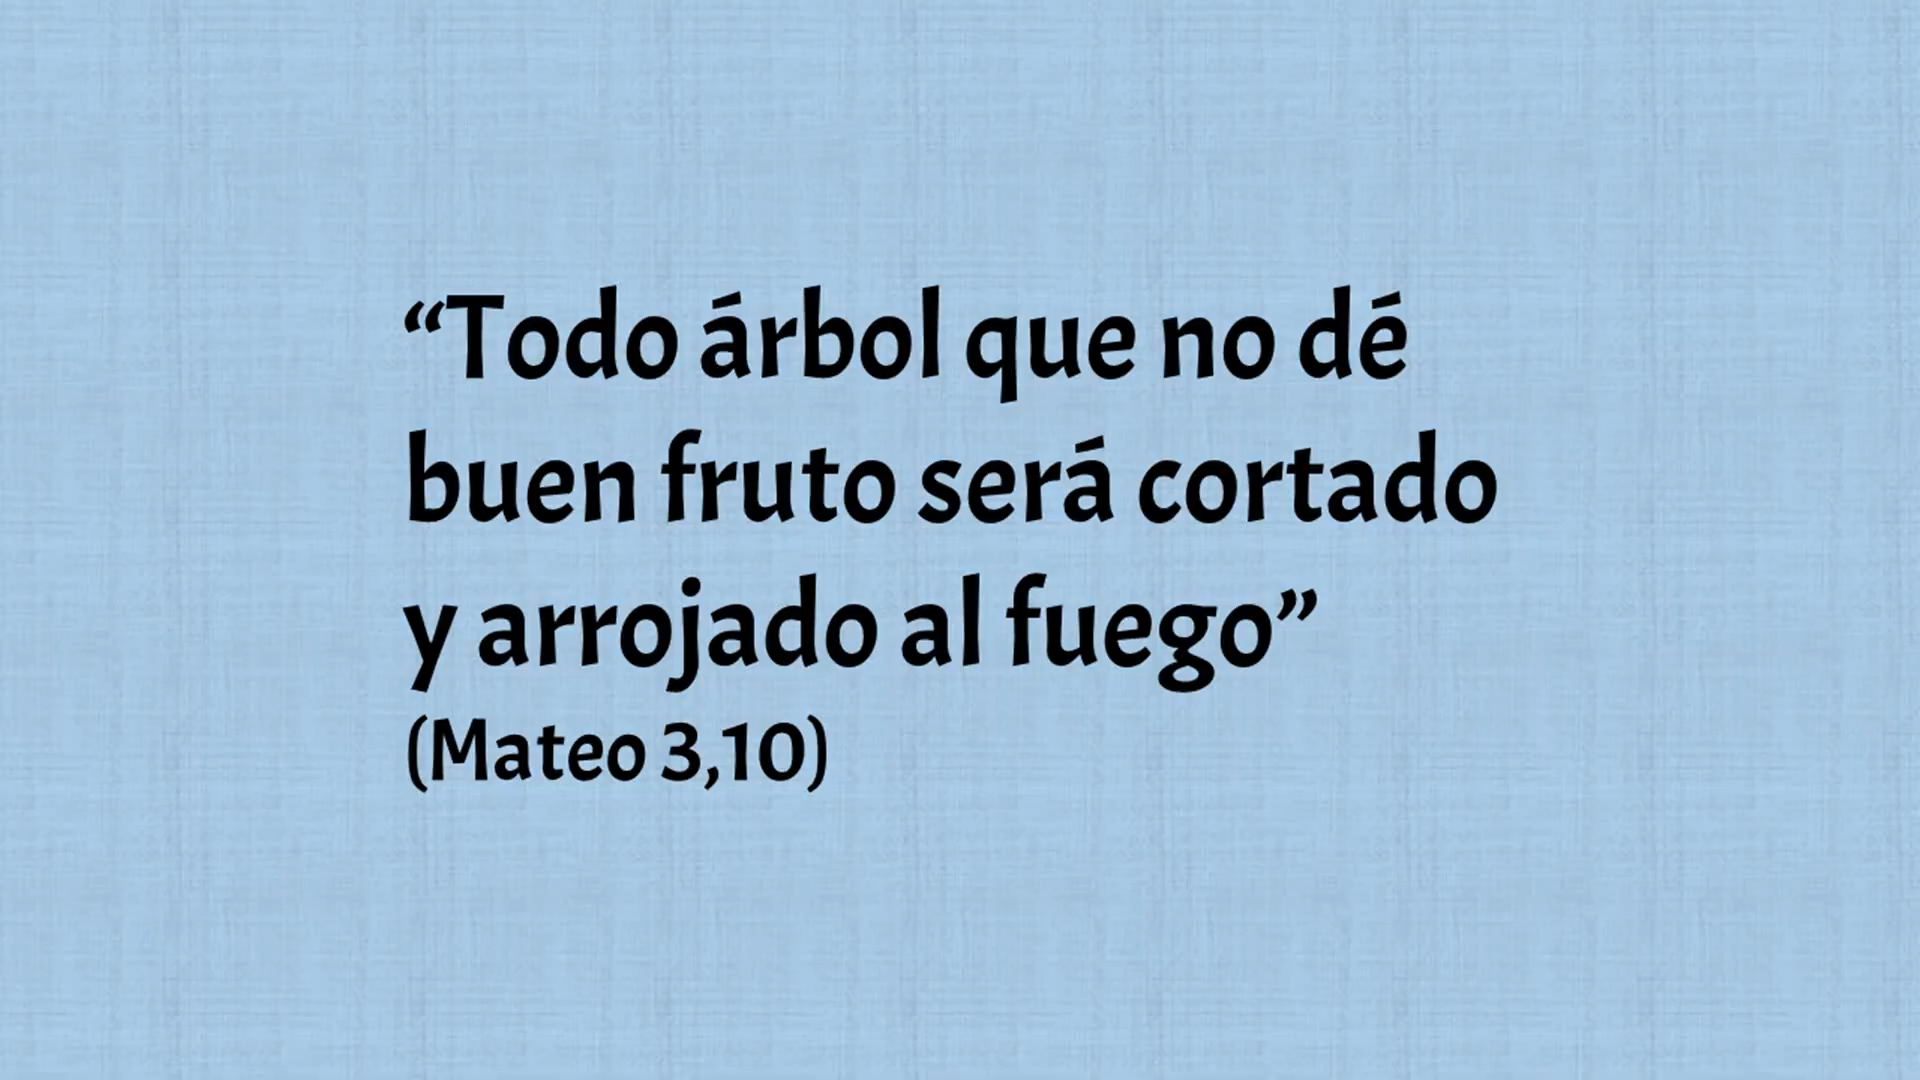 “Todo árbol que no dé
buen fruto será cortado
y arrojado al fuego”
(Mateo 3,10)